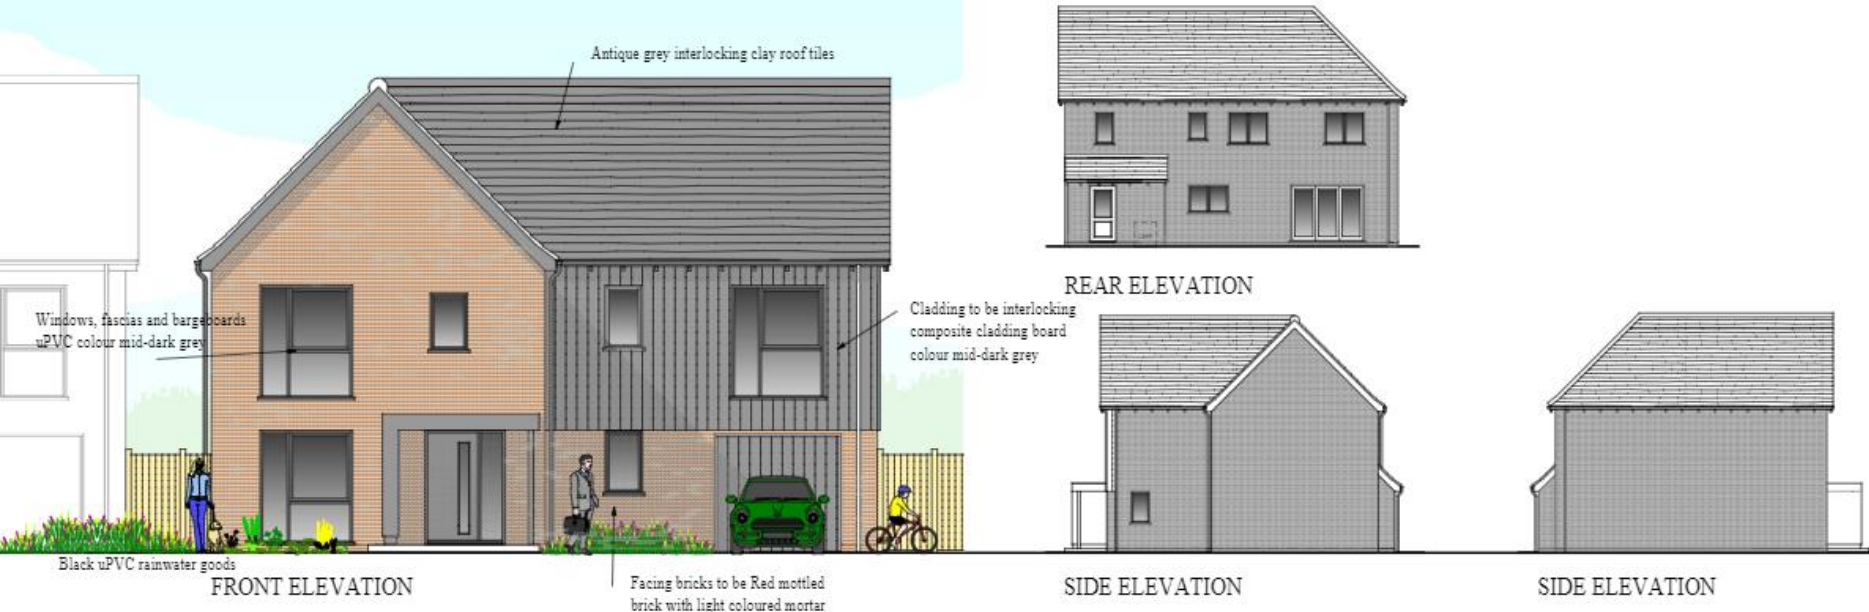 Antique grey interlocking clay roof tiles
Windows, fascias and bargeboards
uPVC colour mid-dark grey
Cladding to be interlocking
composite cladding board
colour mid-dark grey
Black uPVC rainwater goods
FRONT ELEVATION
Facing bricks to be Red mottled
brick with light coloured mortar
REAR ELEVATION
SIDE ELEVATION
SIDE ELEVATION